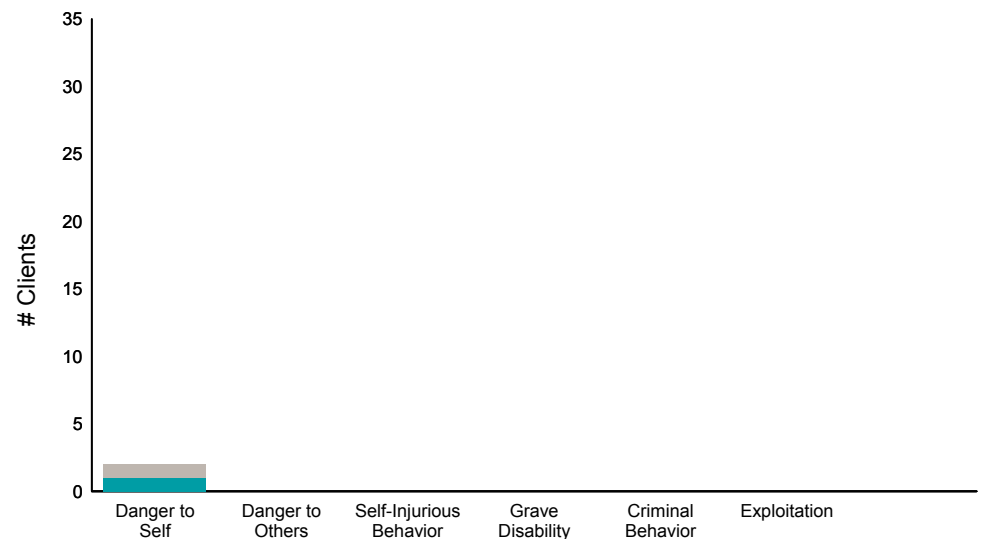 35
30
25
20
15
10
5
0
# Clients
Danger to
Self
Danger to
Others
Self-Injurious
Behavior
Grave
Disability
Criminal
Behavior
Exploitation